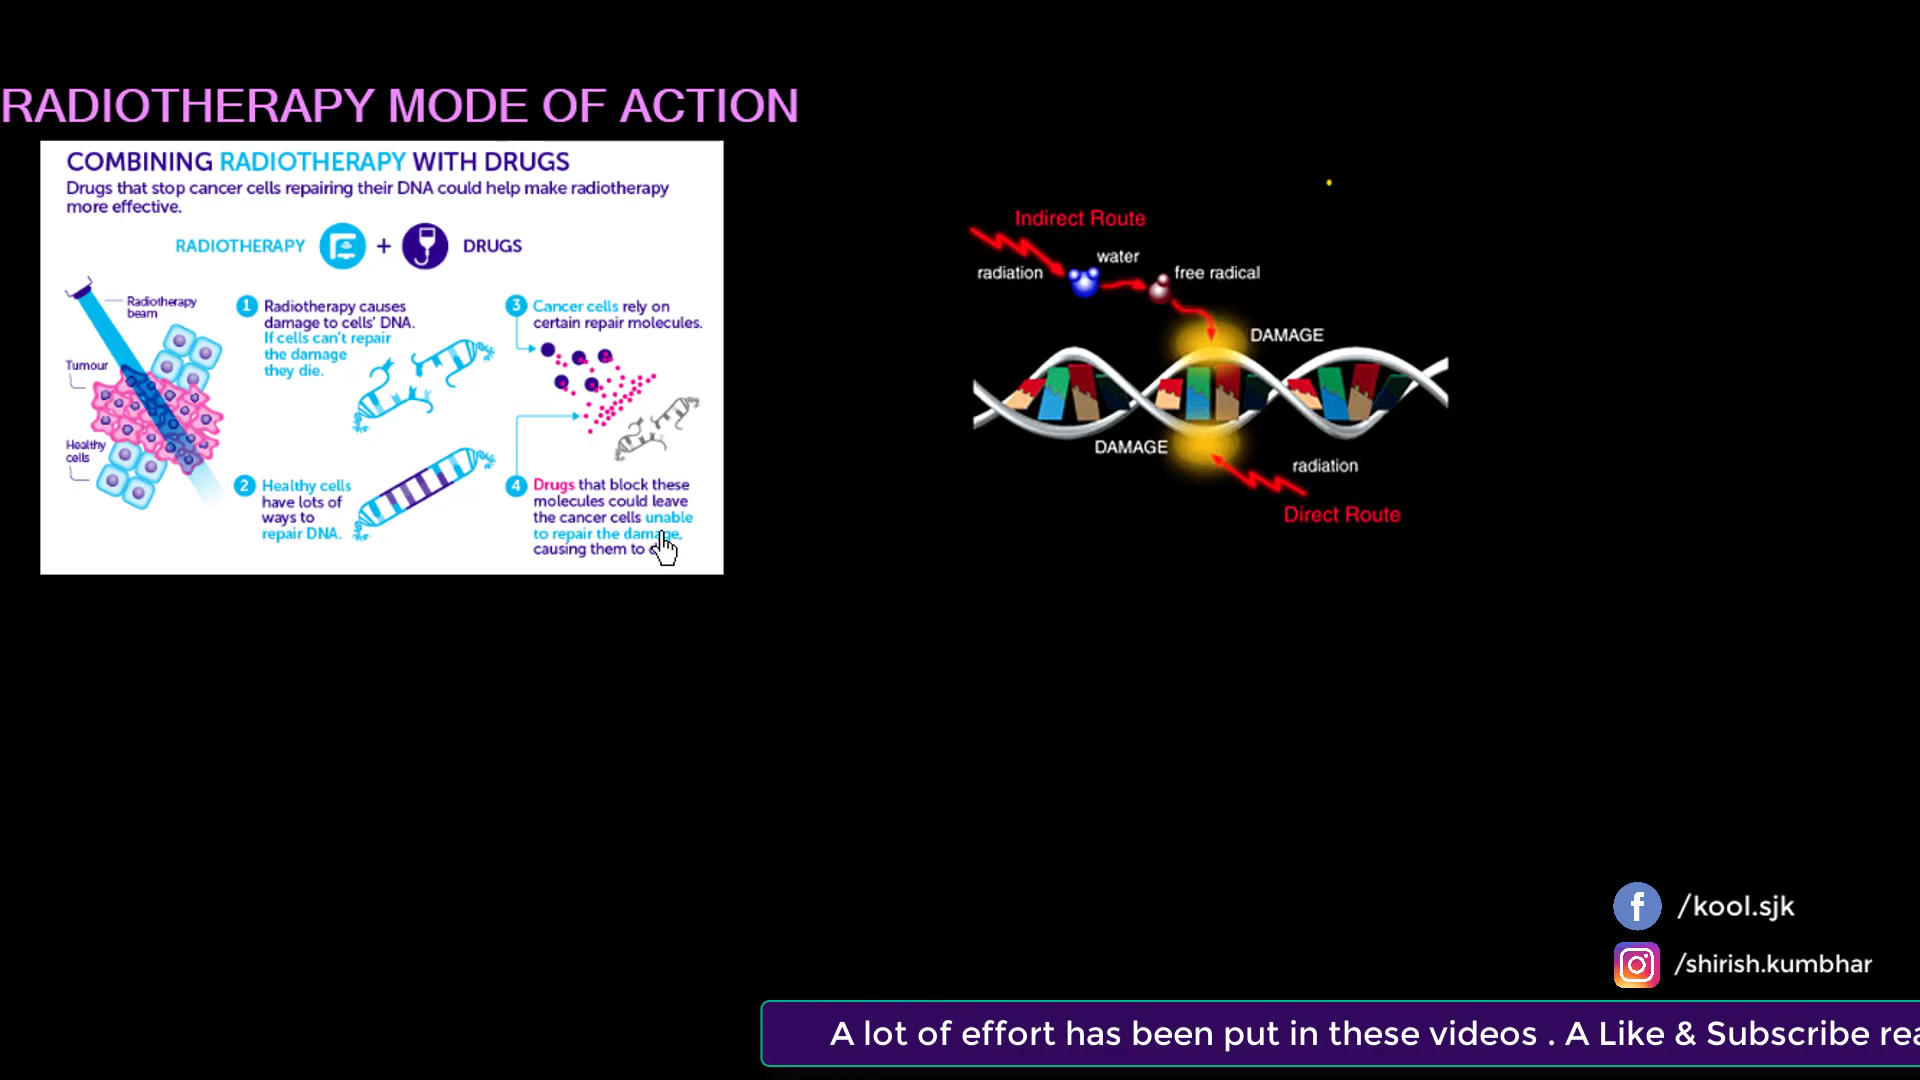 RADIOTHERAPY MODE OF ACTION
COMBINING RADIOTHERAPY WITH DRUGS
Drugs that stop cancer cells repairing their DNA could help make radiotherapy
more effective.
RADIOTHERAPY + DRUGS
Radiotherapy
beam
Tumour
Healthy
cells
1 Radiotherapy causes
damage to cells' DNA.
If cells can't repair
the damage
they die.
2 Healthy cells
have lots of
ways to
repair DNA.
3 Cancer cells rely on
certain repair molecules.
4 Drugs that block these
molecules could leave
the cancer cells unable
to repair the damage,
causing them to
Indirect Route
radiation
water
free radical
DAMAGE
DAMAGE
radiation
Direct Route
/kool.sjk
/shirish.kumbhar
A lot of effort has been put in these videos . A Like & Subscribe rea